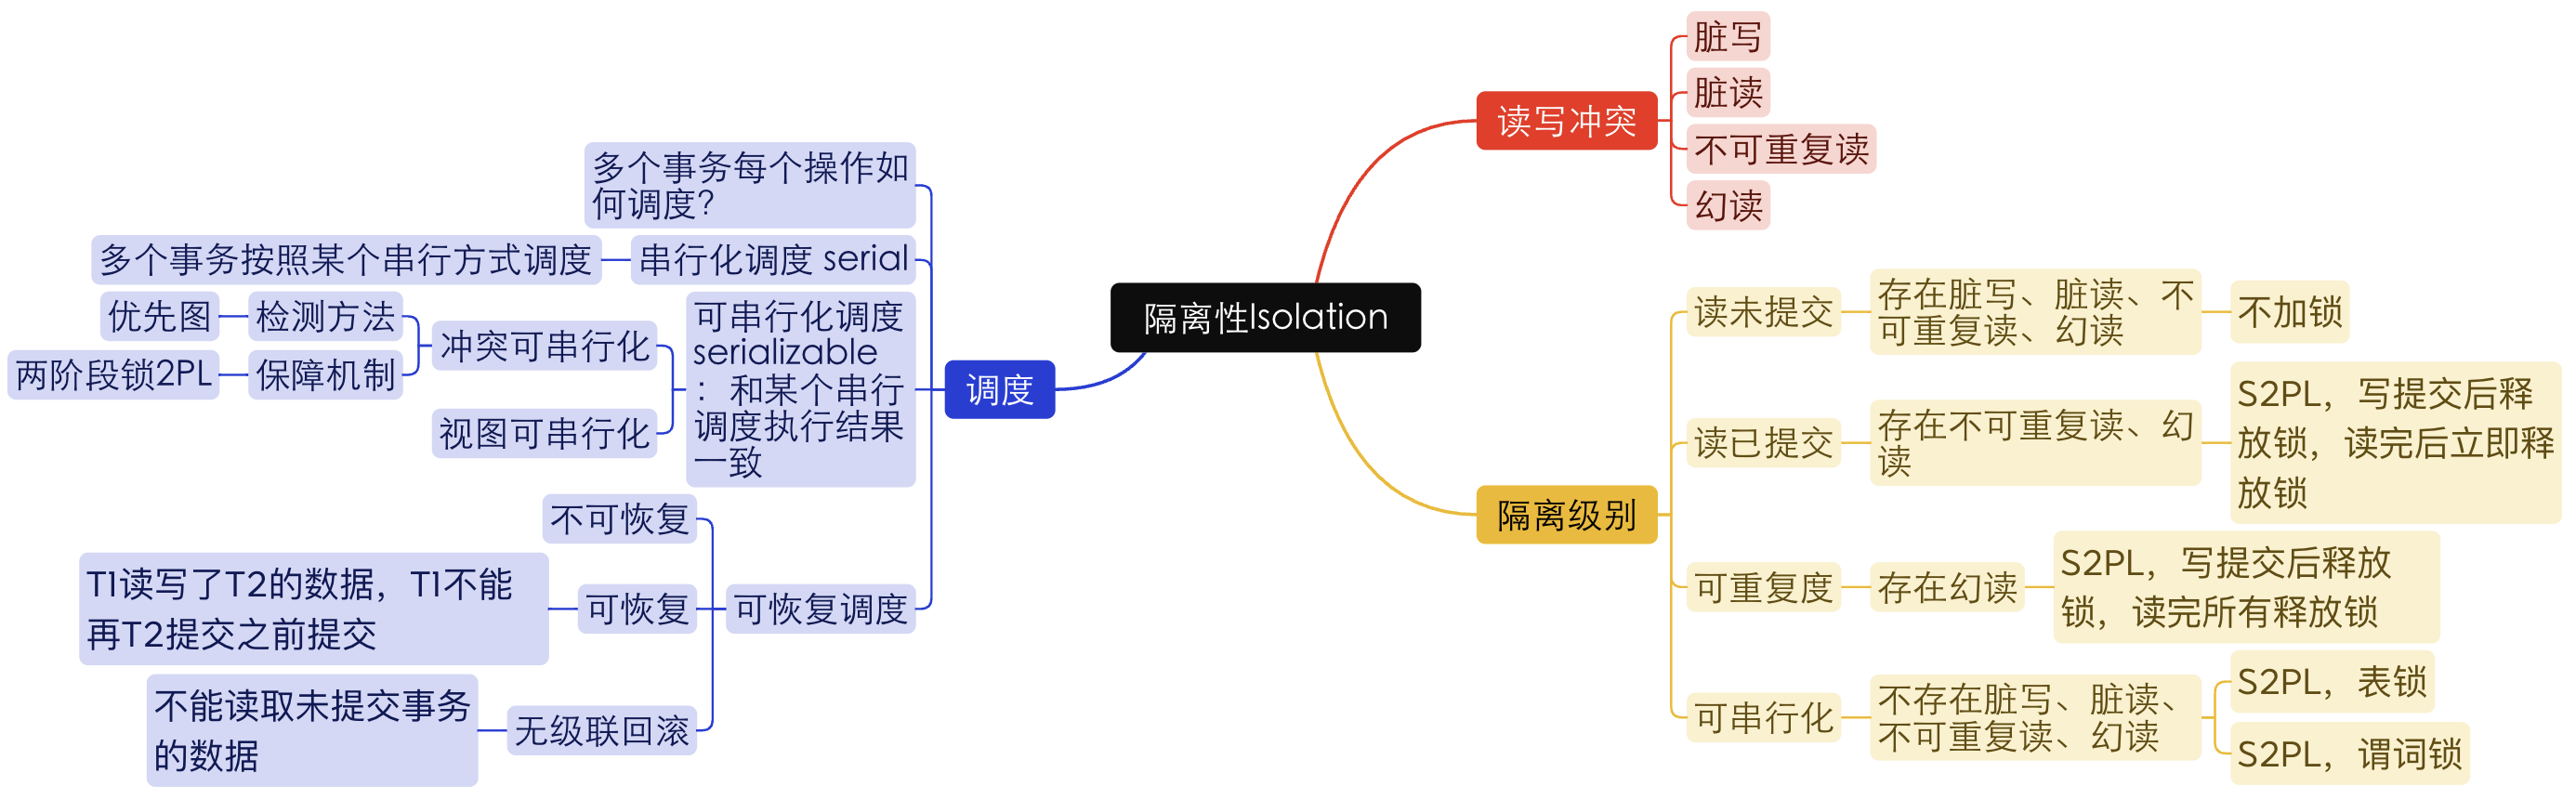 隔离性Isolation
读写冲突
脏写
脏读
不可重复读
幻读
隔离级别
读未提交
存在脏写、脏读、不
可重复读、幻读
不加锁
读已提交
存在不可重复读、幻
读
S2PL，写提交后释
放锁，读完后立即释
放锁
可重复度
存在幻读
S2PL，写提交后释放
锁，读完所有释放锁
可串行化
不存在脏写、脏读、
不可重复读、幻读
S2PL，表锁
S2PL，谓词锁
调度
多个事务每个操作如
何调度？
串行化调度 serial
多个事务按照某个串行方式调度
可串行化调度
serializable
：和某个串行
调度执行结果
一致
冲突可串行化
检测方法
优先图
保障机制
两阶段锁2PL
视图可串行化
可恢复调度
不可恢复
可恢复
T1读写了T2的数据，T1不能
再T2提交之前提交
无级联回滚
不能读取未提交事务
的数据